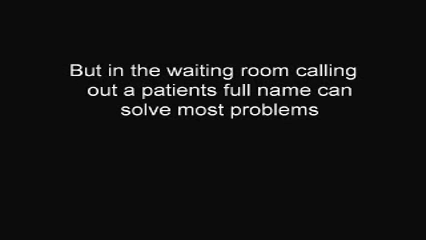 But in the waiting room calling
out a patients full name can
solve most problems